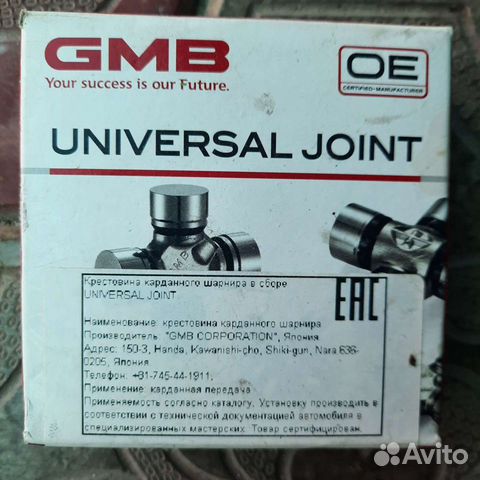 GMB
Your success is our Future.
OE
CERTIFIED-MANUFACTURER
UNIVERSAL JOINT
GMB
Крестовина карданного шарнира в сборе
UNIVERSAL JOINT
EAC
Наименование: крестовина карданного шарнира
Производитель "GMB CORPORATION", Япония
Адрес: 150-3, Handa, Kawanishi-cho, Shiki-gun, Nara 636-
0205, Япония
Телефон: +81-745-44-1911;
Применение: карданная передача
Применяемость согласно каталогу. Установку производить в
соответствии с технической документацией автомобиля в
специализированных мастерских. Товар сертифицирован.
Avito